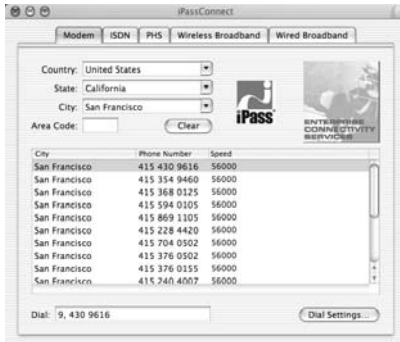 iPassConnect
Modem ISDN PHS Wireless Broadband Wired Broadband
Country: United States
State: California
City: San Francisco
Area Code: Clear
iPass
ENTERPRISE
CONNECTIVITY
SERVICES
City Phone Number Speed
San Francisco 415 430 9616 56000
San Francisco 415 354 9460 56000
San Francisco 415 368 0125 56000
San Francisco 415 594 0105 56000
San Francisco 415 869 1105 56000
San Francisco 415 228 4420 56000
San Francisco 415 704 0502 56000
San Francisco 415 376 0502 56000
San Francisco 415 376 0155 56000
San Francisco 415 240 4007 56000
Dial: 9, 430 9616 Dial Settings...